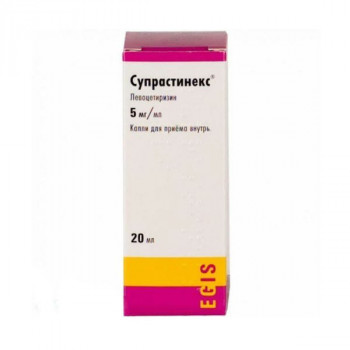 Супрастинекс®
Левоцетиризин
5 мг/мл
Капли для приёма внутрь.
20 мл
EGIS